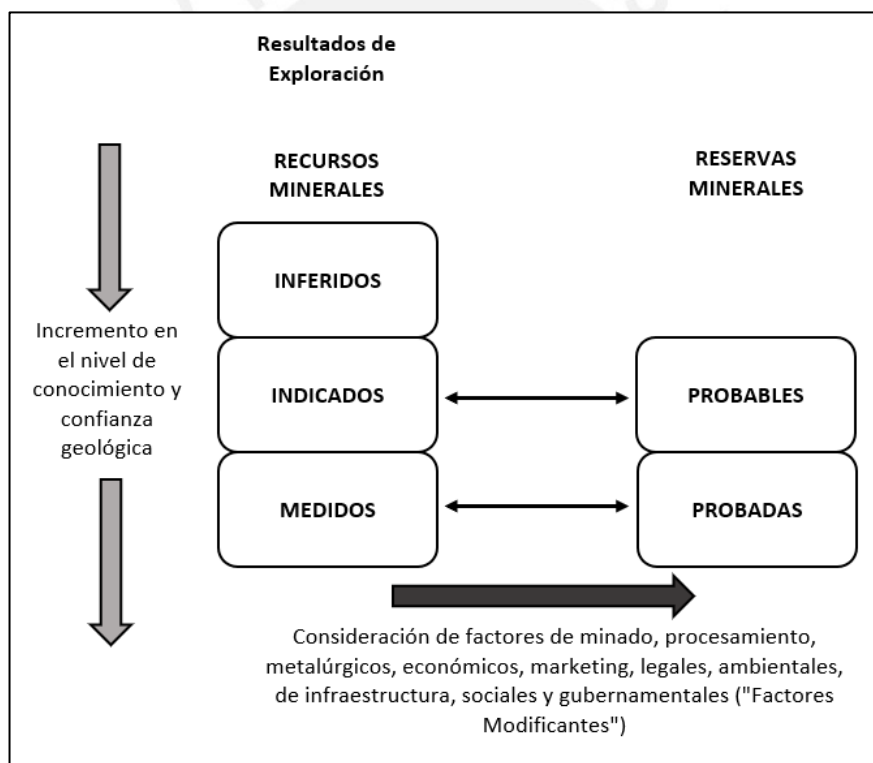 Resultados de
Exploración
RECURSOS
MINERALES
RESERVAS
MINERALES
INFERIDOS
Incremento en
el nivel de
conocimiento y
confianza
geológica
INDICADOS
PROBABLES
MEDIDOS
PROBADAS
Consideración de factores de minado, procesamiento,
metalúrgicos, económicos, marketing, legales, ambientales,
de infraestructura, sociales y gubernamentales ("Factores
Modificantes")